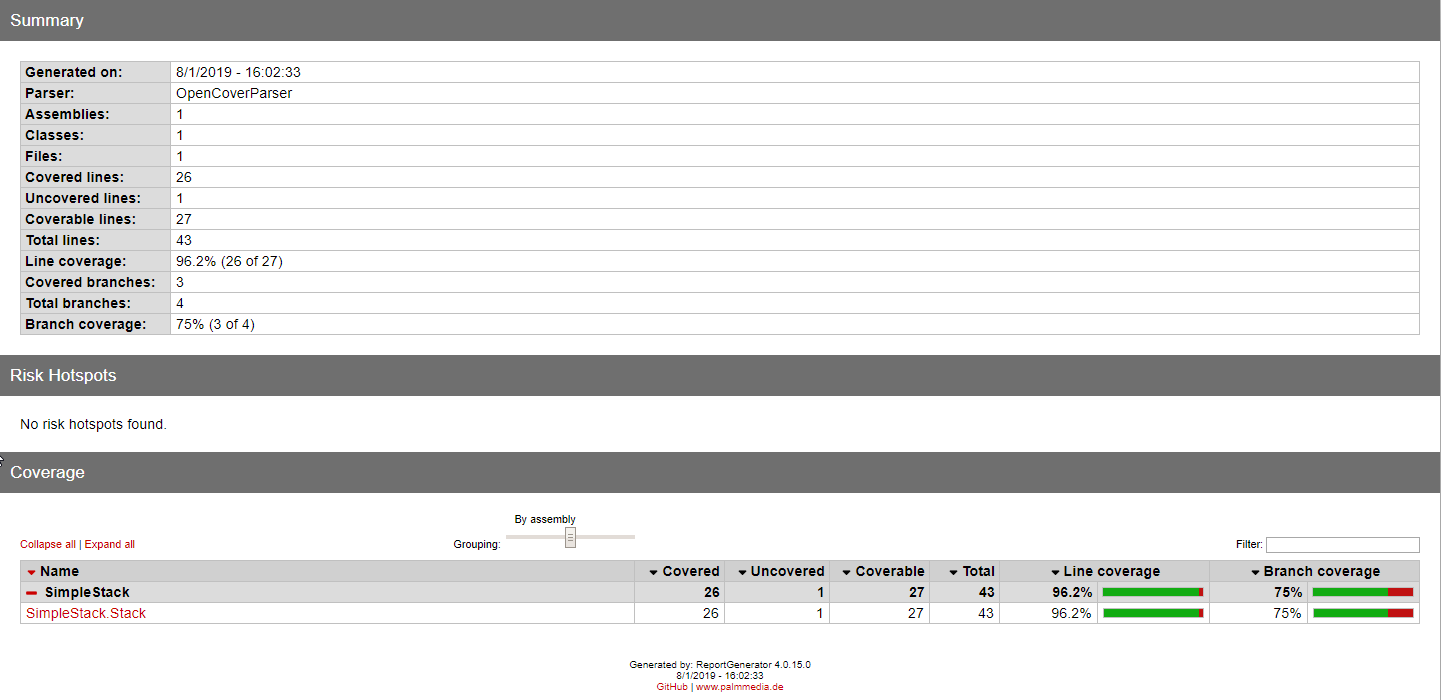 Summary
Generated on: 8/1/2019 - 16:02:33
Parser: OpenCoverParser
Assemblies: 1
Classes: 1
Files: 1
Covered lines: 26
Uncovered lines: 1
Coverable lines: 27
Total lines: 43
Line coverage: 96.2% (26 of 27)
Covered branches: 3
Total branches: 4
Branch coverage: 75% (3 of 4)
Risk Hotspots
No risk hotspots found.
Coverage
By assembly
Collapse all | Expand all Grouping: Filter:
Name Covered Uncovered Coverable Total Line coverage Branch coverage
SimpleStack 26 1 27 43 96.2% 75%
SimpleStack.Stack 26 1 27 43 96.2% 75%
Generated by: ReportGenerator 4.0.15.0
8/1/2019 - 16:02:33
GitHub | www.palmmedia.de